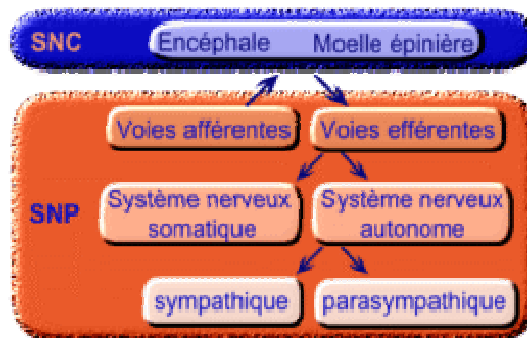 SNC
Encéphale Moelle épinière
Voies afférentes Voies efférentes
SNP
Système nerveux somatique
Système nerveux autonome
sympathique parasympathique